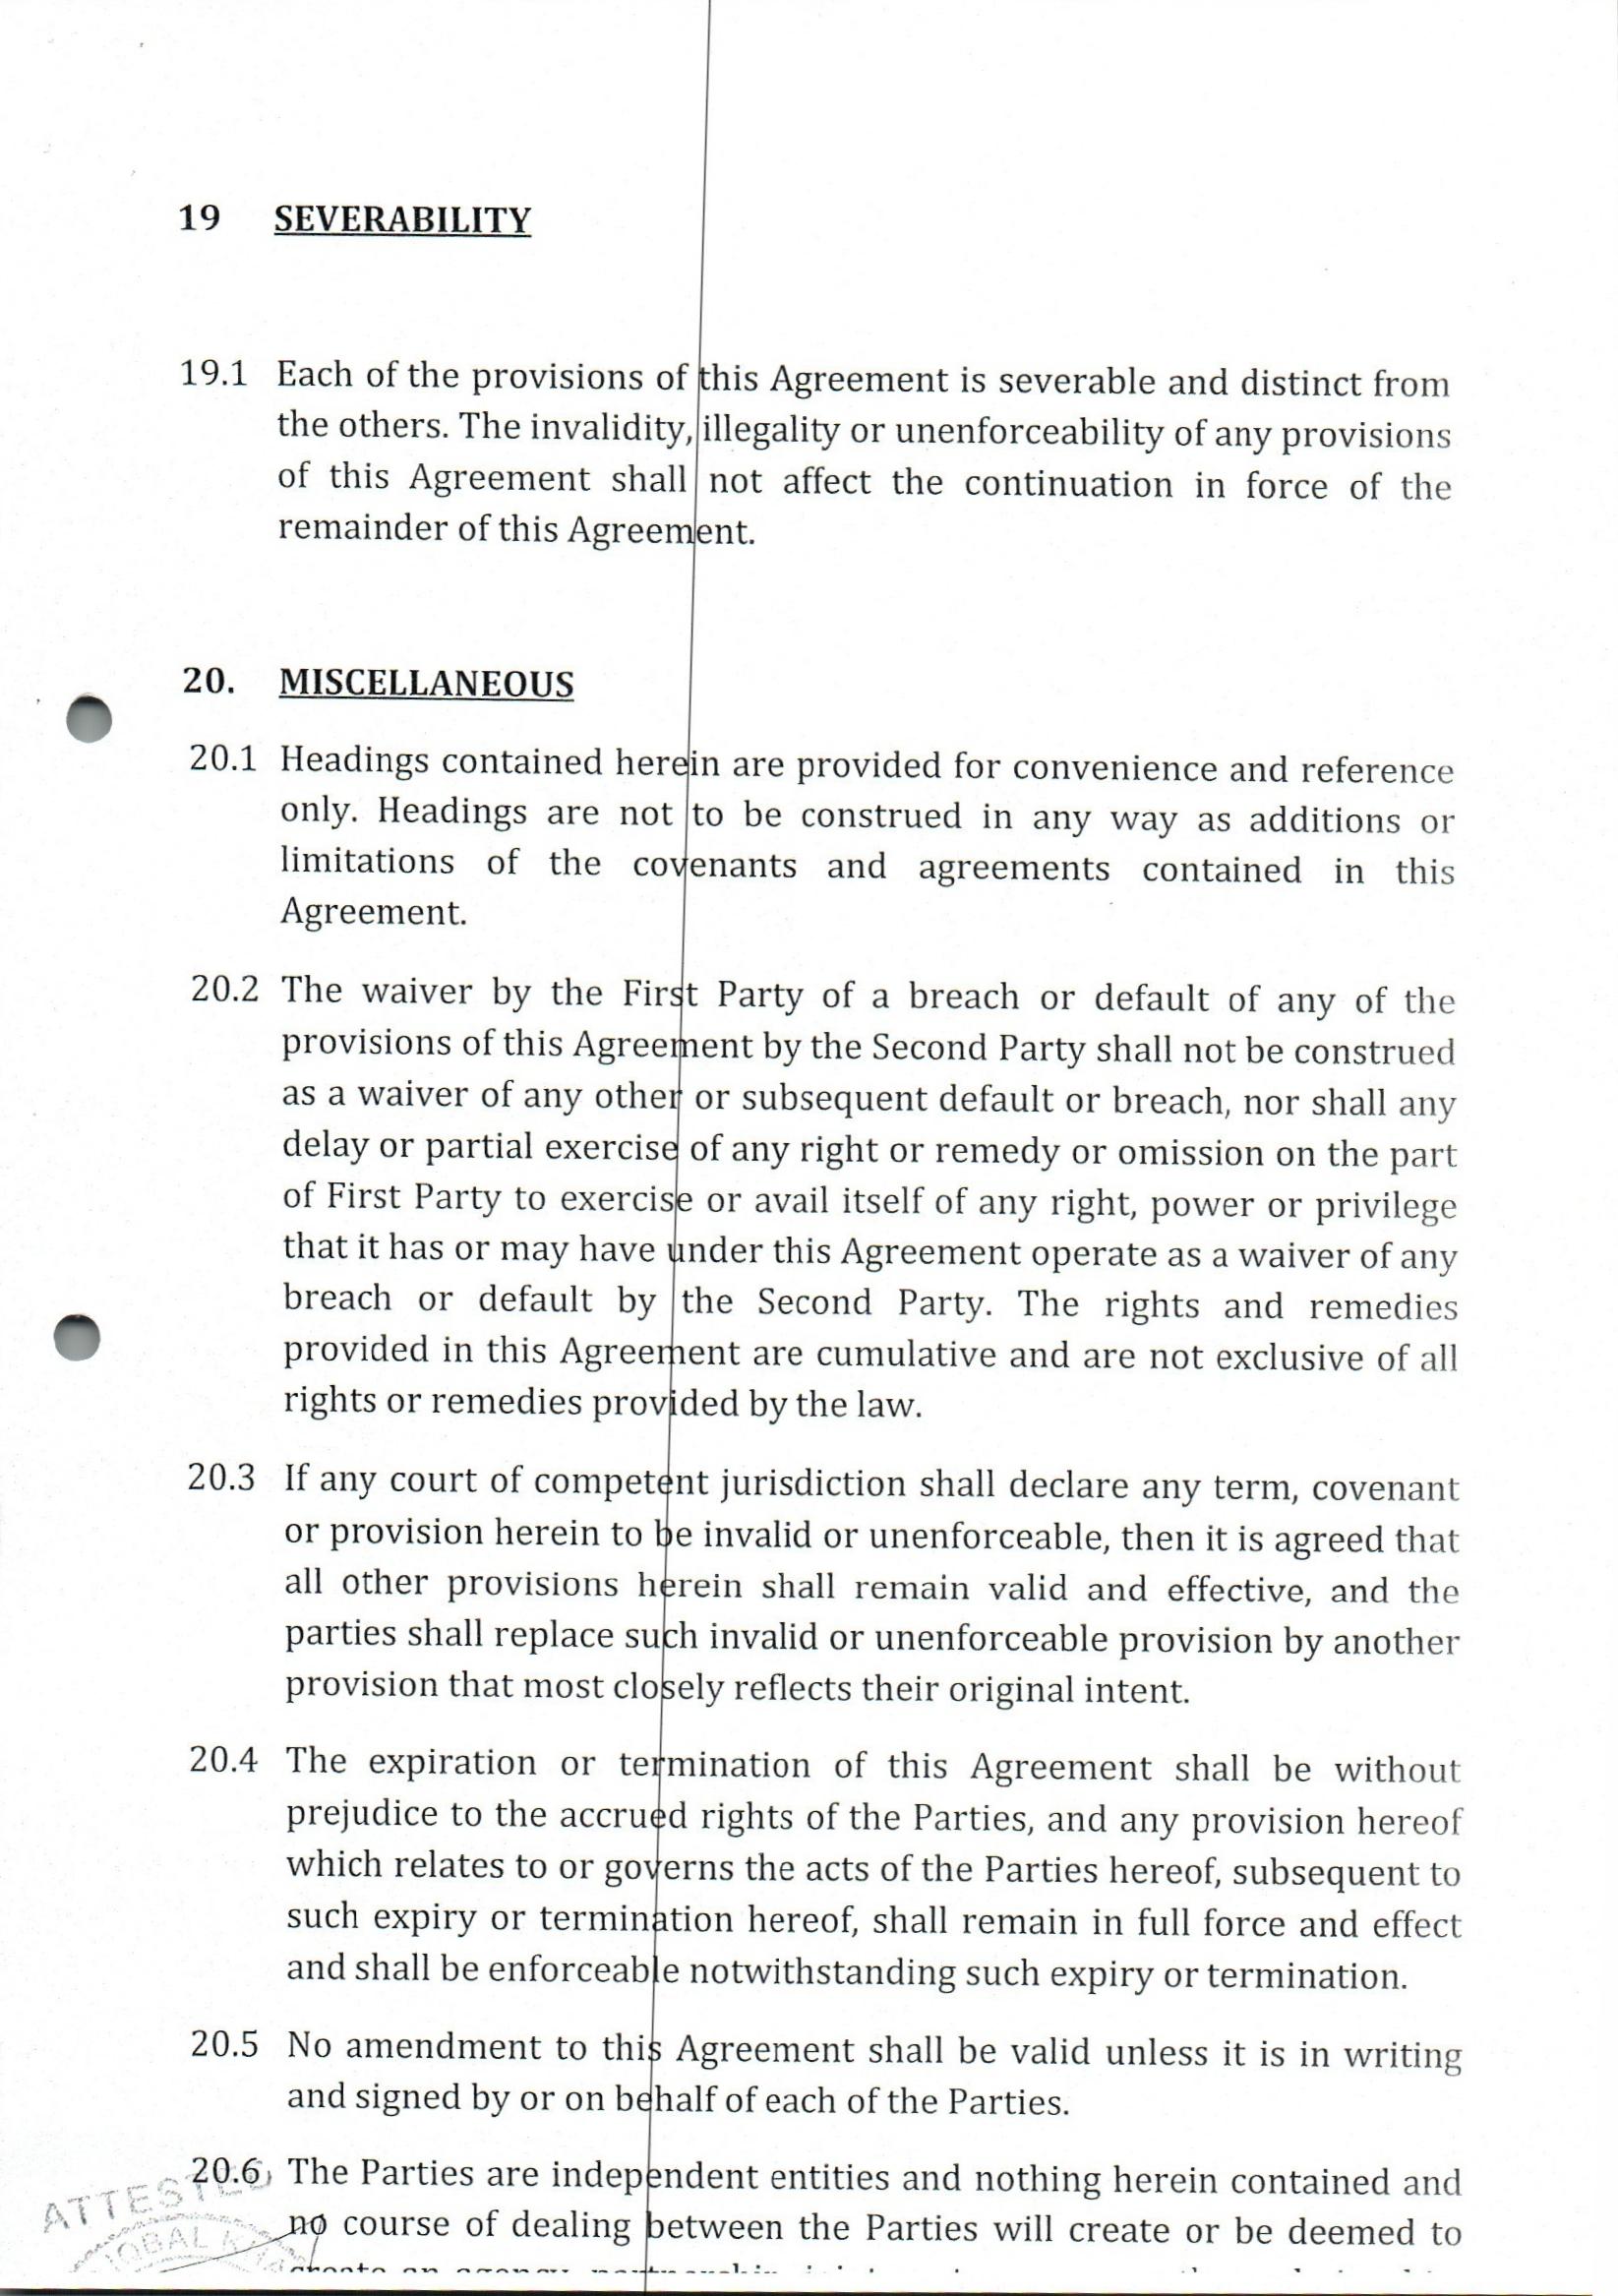 19 SEVERABILITY
19.1 Each of the provisions of this Agreement is severable and distinct from
the others. The invalidity, illegality or unenforceability of any provisions
of this Agreement shall not affect the continuation in force of the
remainder of this Agreement.
20. MISCELLANEOUS
20.1 Headings contained herein are provided for convenience and reference
only. Headings are not to be construed in any way as additions or
limitations of the covenants and agreements contained in this
Agreement.
20.2 The waiver by the First Party of a breach or default of any of the
provisions of this Agreement by the Second Party shall not be construed
as a waiver of any other or subsequent default or breach, nor shall any
delay or partial exercise of any right or remedy or omission on the part
of First Party to exercise or avail itself of any right, power or privilege
that it has or may have under this Agreement operate as a waiver of any
breach or default by the Second Party. The rights and remedies
provided in this Agreement are cumulative and are not exclusive of all
rights or remedies provided by the law.
20.3 If any court of competent jurisdiction shall declare any term, covenant
or provision herein to be invalid or unenforceable, then it is agreed that
all other provisions herein shall remain valid and effective, and the
parties shall replace such invalid or unenforceable provision by another
provision that most closely reflects their original intent.
20.4 The expiration or termination of this Agreement shall be without
prejudice to the accrued rights of the Parties, and any provision hereof
which relates to or governs the acts of the Parties hereof, subsequent to
such expiry or termination hereof, shall remain in full force and effect
and shall be enforceable notwithstanding such expiry or termination.
20.5 No amendment to this Agreement shall be valid unless it is in writing
and signed by or on behalf of each of the Parties.
20.6 The Parties are independent entities and nothing herein contained and
no course of dealing between the Parties will create or be deemed to
ATTESTED
IQBAL